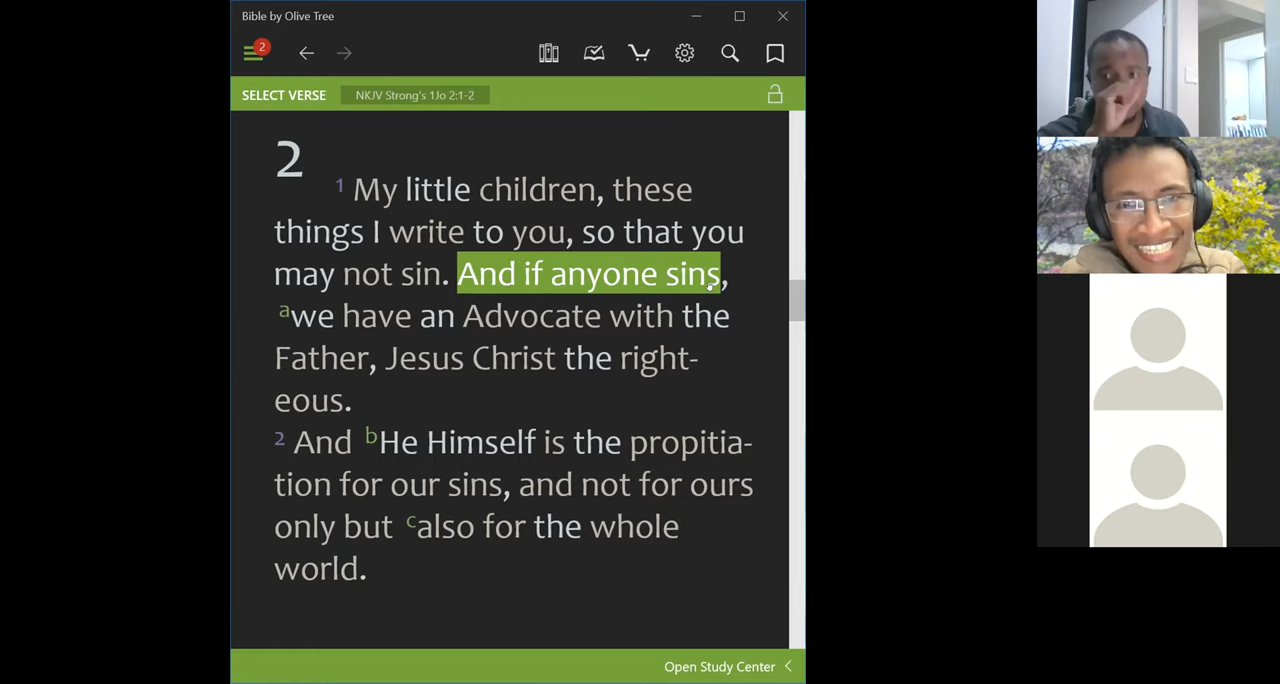 Bible by Olive Tree
2
SELECT VERSE NKJV Strong's 1Jo 2:1-2
2
1 My little children, these
things I write to you, so that you
may not sin. And if anyone sins,
a we have an Advocate with the
Father, Jesus Christ the right-
eous.
2 And b He Himself is the propitia-
tion for our sins, and not for ours
only but c also for the whole
world.
Open Study Center